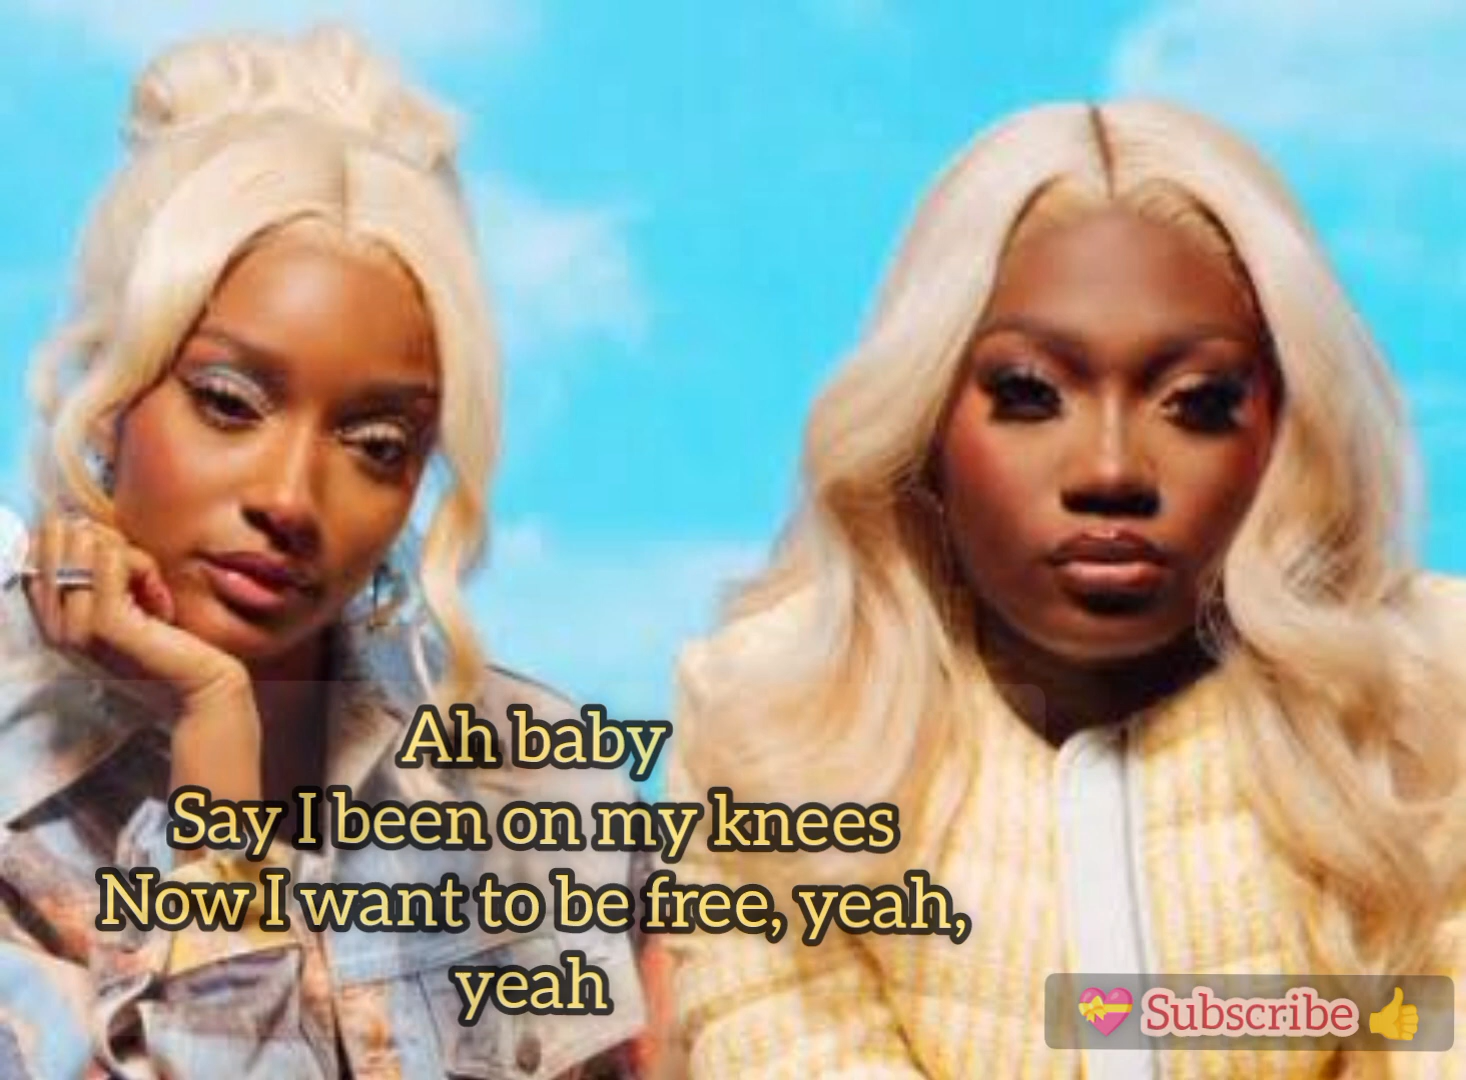 Ah baby
Say I been on my knees
Now I want to be free, yeah,
yeah
💝 Subscribe 👍